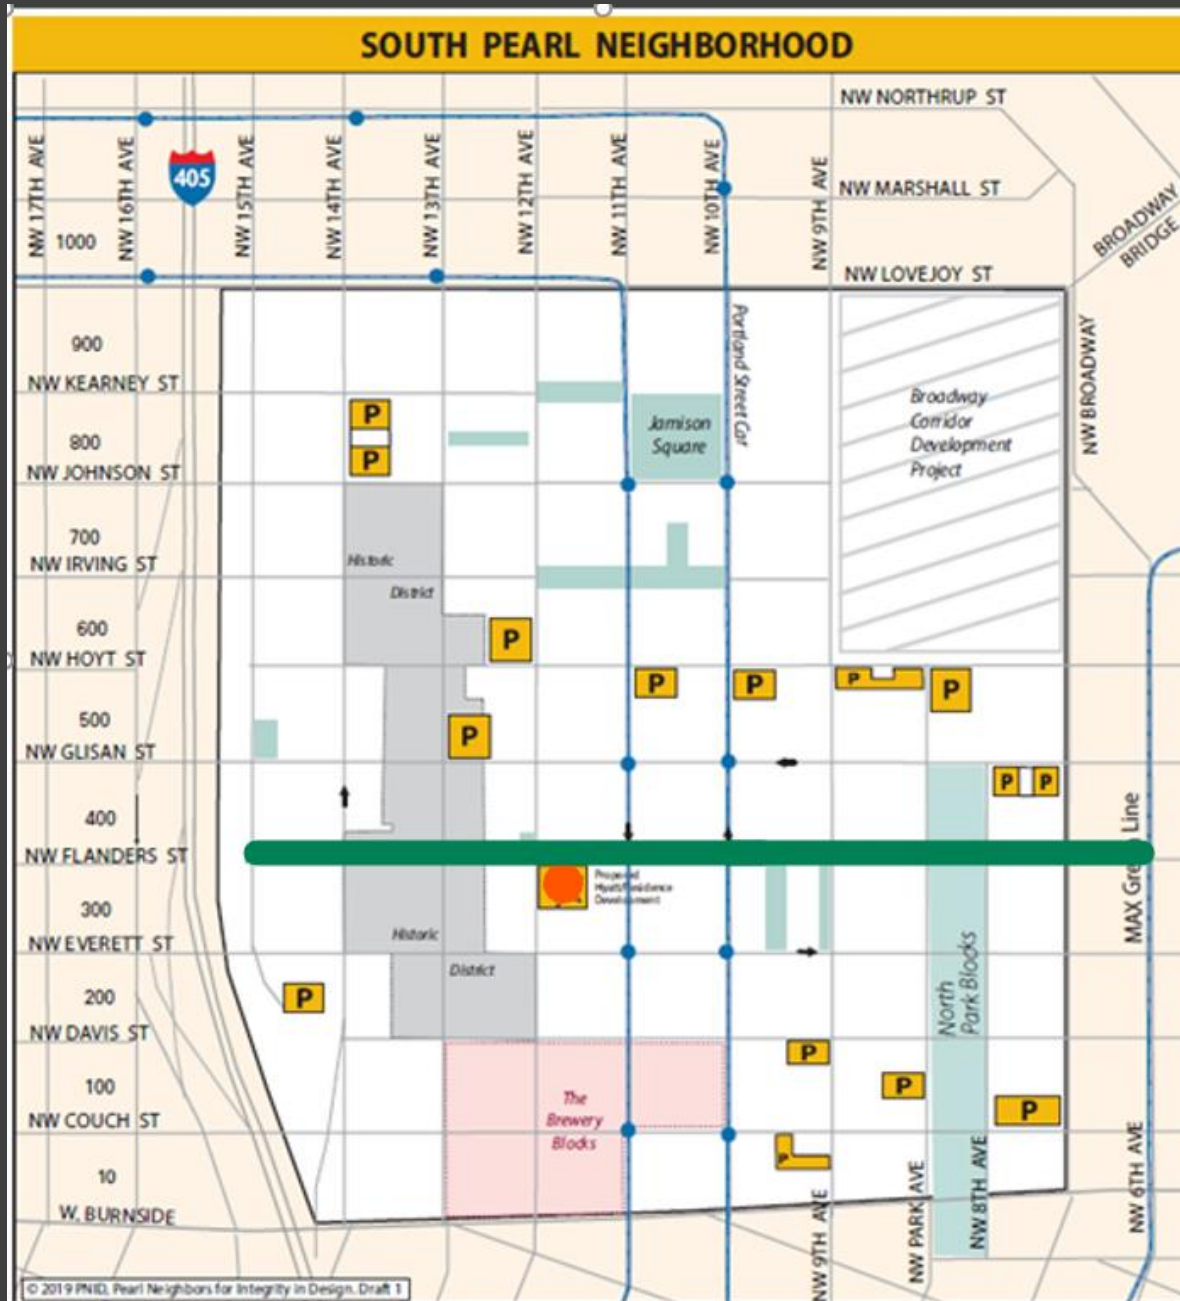 SOUTH PEARL NEIGHBORHOOD
NW NORTHRUP ST
NW 17TH AVE
NW 16TH AVE
405
NW 15TH AVE
NW 14TH AVE
NW 13TH AVE
NW 12TH AVE
NW 11TH AVE
NW 10TH AVE
NW 9TH AVE
NW MARSHALL ST
BROADWAY
BRIDGE
1000
NW LOVEJOY ST
Portland Street Car
NW BROADWAY
900
NW KEARNEY ST
Broadway
Corridor
Development
Project
P
Jamison
Square
800
P
NW JOHNSON ST
700
Historic
NW IRVING ST
District
600
P
NW HOYT ST
P
P
P
P
500
P
NW GLISAN ST
P
P
400
MAX Gre Line
NW FLANDERS ST
Proposed
Hyatt/Residence
Development
300
Historic
NW EVERETT ST
District
North
Park Blocks
200
P
NW DAVIS ST
P
100
P
The
Brewery
Blocks
P
NW COUCH ST
P
10
W. BURNSIDE
NW 9TH AVE
NW PARK AVE
NW 8TH AVE
NW 6TH AVE
© 2019 PNID, Pearl Neighbors for Integrity in Design. Draft 1